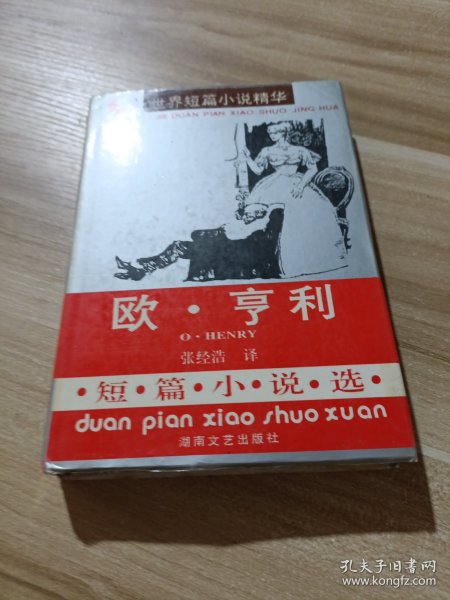 世界短篇小说精华
JIE DUAN PIAN XIAO SHUO JING HUA
欧·亨利
O·HENRY
张经浩 译
·短·篇·小·说·选·
duan pian xiao shuo xuan
湖南文艺出版社
孔夫子旧书网
www.kongfz.com